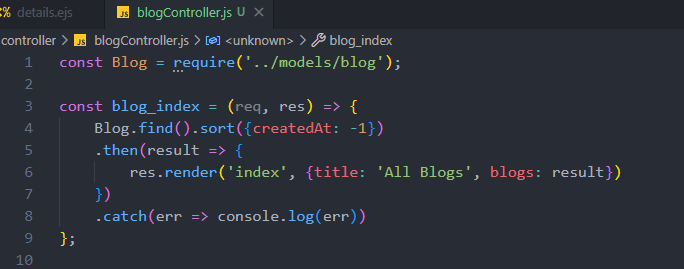 details.ejs JS blogController.js U
controller > JS blogController.js > <unknown> > blog_index
1 const Blog = require('../models/blog');
2
3 const blog_index = (req, res) => {
4 Blog.find().sort({createdAt: -1})
5 .then(result => {
6 res.render('index', {title: 'All Blogs', blogs: result})
7 })
8 .catch(err => console.log(err))
9 };
10